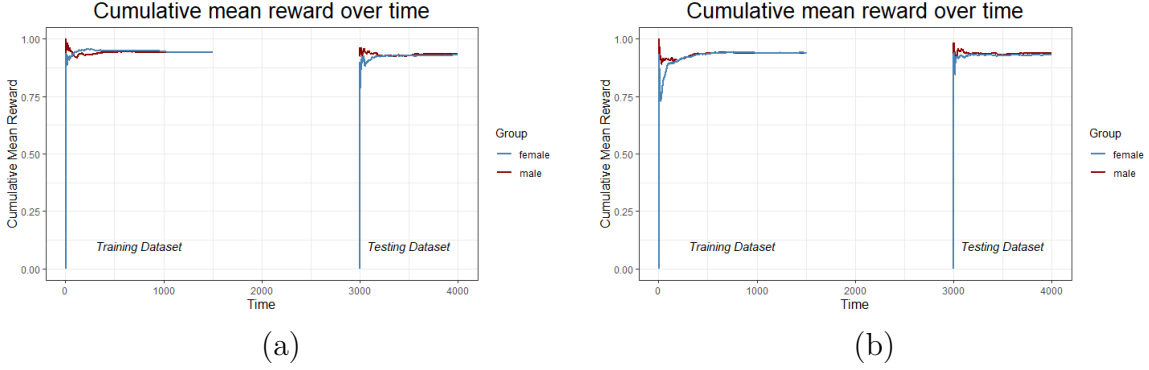 Cumulative mean reward over time
Cumulative Mean Reward
1.00
0.75
0.50
0.25
0.00
Training Dataset
Testing Dataset
0
1000
2000
3000
4000
Time
Group
female
male
(a)
Cumulative mean reward over time
Cumulative Mean Reward
1.00
0.75
0.50
0.25
0.00
Training Dataset
Testing Dataset
0
1000
2000
3000
4000
Time
Group
female
male
(b)